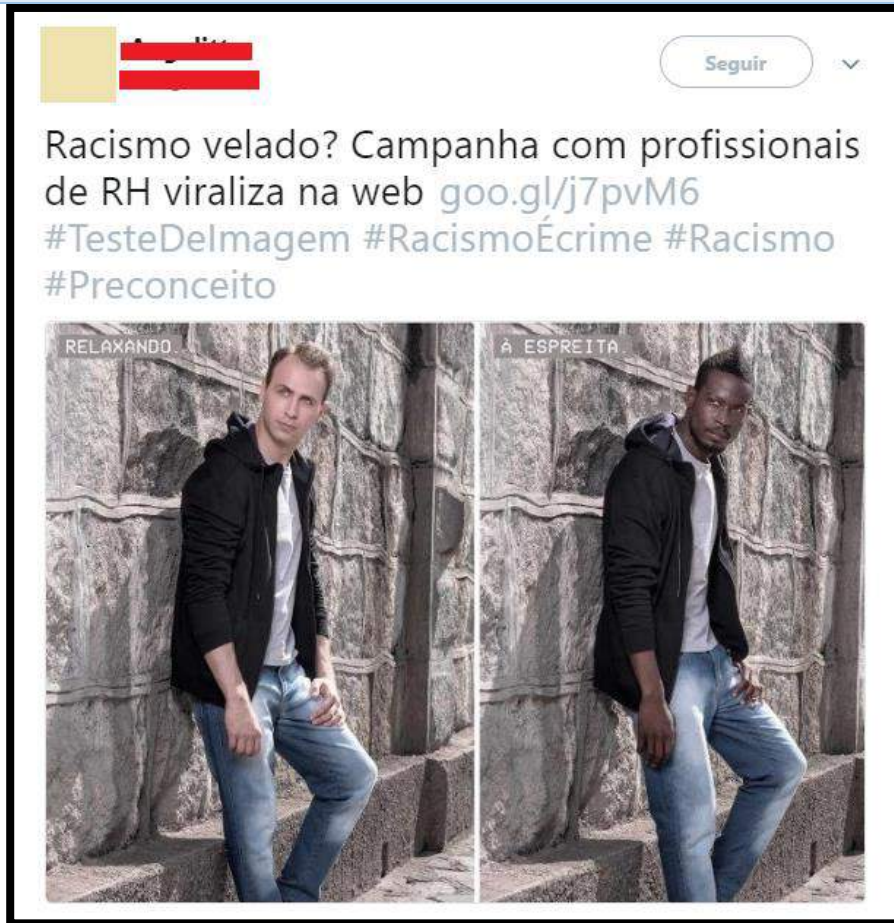 Seguir
Racismo velado? Campanha com profissionais
de RH viraliza na web goo.gl/j7pvM6
#TesteDeImagem #RacismoÉcrime #Racismo
#Preconceito
RELAXANDO.
À ESPREITA.